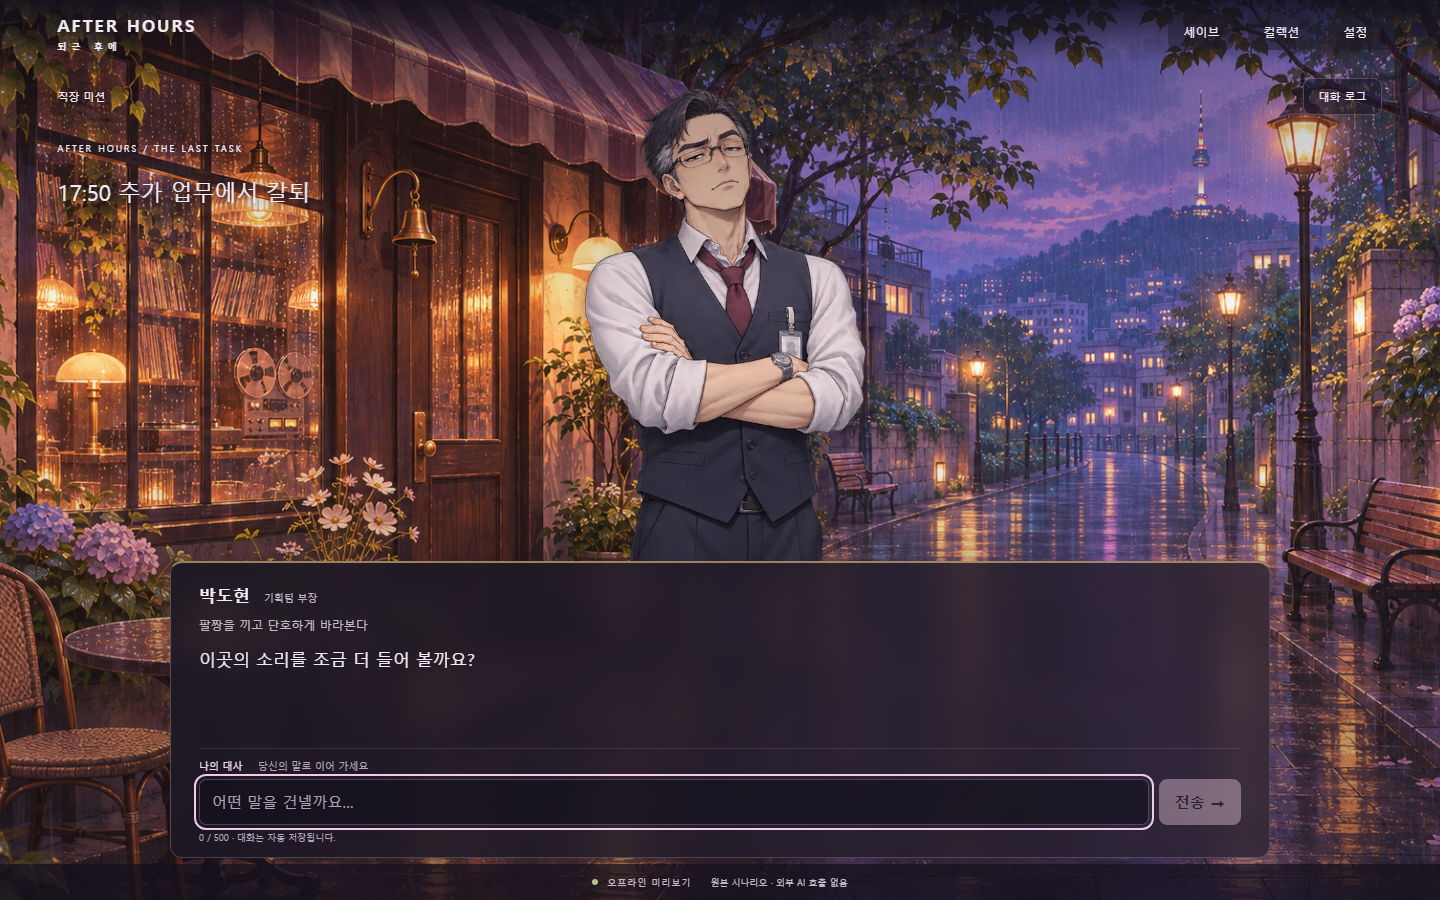 AFTER HOURS
퇴근 후에
세이브 컬렉션 설정
직장 미션
대화 로그
AFTER HOURS / THE LAST TASK
17:50 추가 업무에서 칼퇴
박도현 기획팀 부장
팔짱을 끼고 단호하게 바라본다
이곳의 소리를 조금 더 들어 볼까요?
나의 대사 당신의 말로 이어 가세요
어떤 말을 건넬까요...
전송 →
0 / 500 · 대화는 자동 저장됩니다.
오프라인 미리보기 원본 시나리오 · 외부 AI 호출 없음